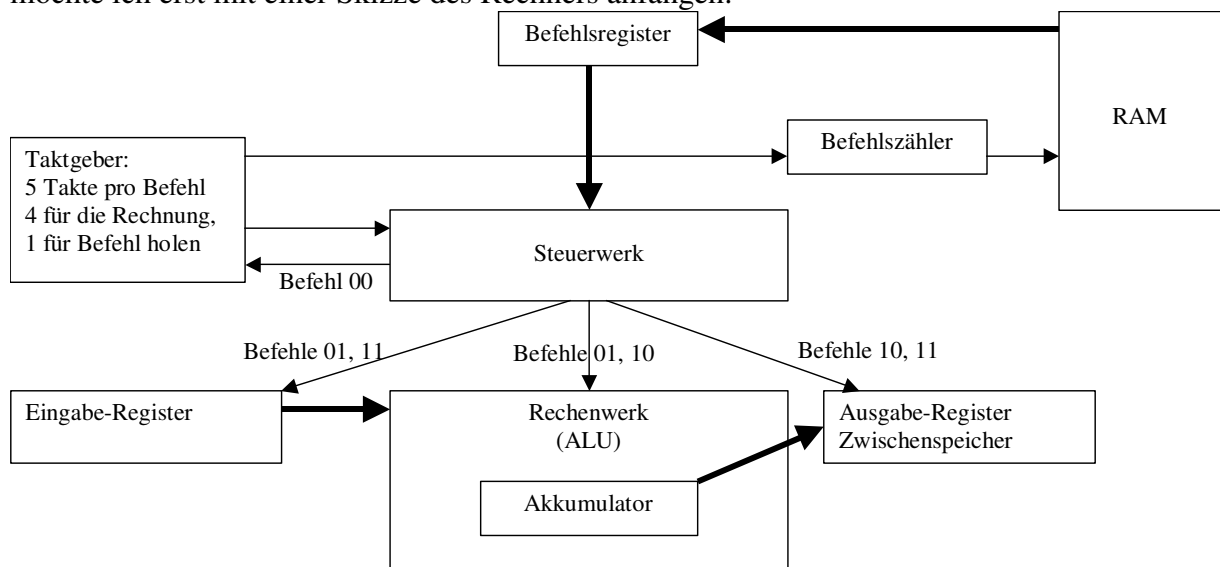 möchte ich erst mit einer Skizze des Rechners anfangen:
Befehlsregister
RAM
Befehlszähler
Taktgeber:
5 Takte pro Befehl
4 für die Rechnung,
1 für Befehl holen
Steuerwerk
Befehl 00
Befehle 01, 11
Befehle 01, 10
Befehle 10, 11
Eingabe-Register
Rechenwerk
(ALU)
Ausgabe-Register
Zwischenspeicher
Akkumulator